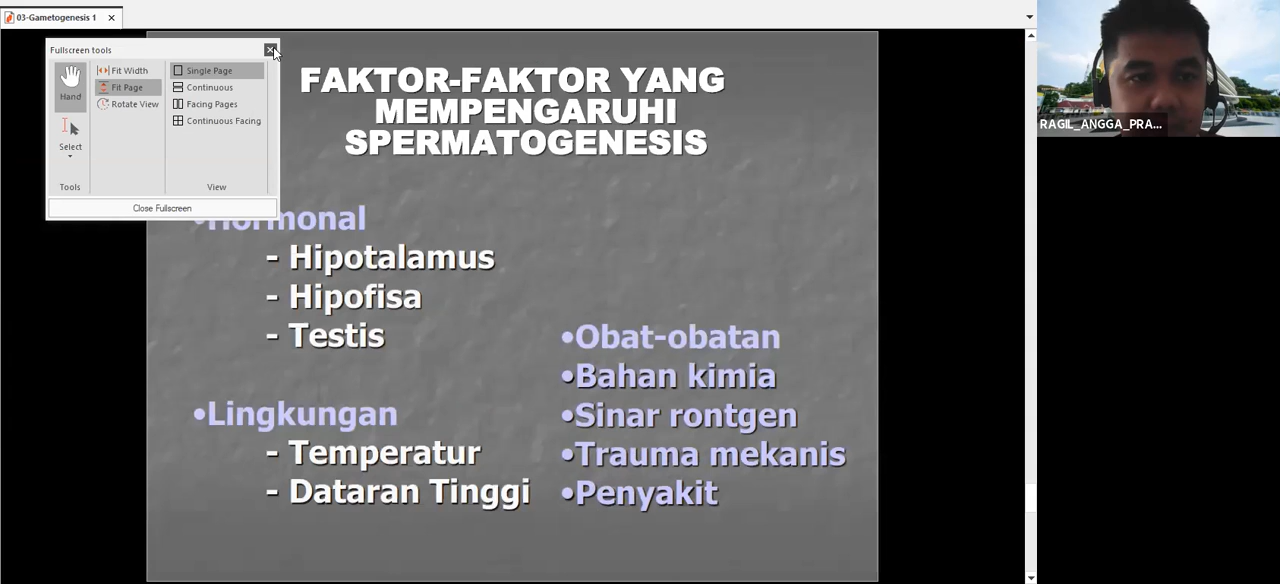 03-Gametogenesis 1
Fullscreen tools
Hand
Select
Tools
Fit Width
Fit Page
Rotate View
Single Page
Continuous
Facing Pages
Continuous Facing
View
Close Fullscreen
FAKTOR-FAKTOR YANG
MEMPENGARUHI
SPERMATOGENESIS
•Hormonal
- Hipotalamus
- Hipofisa
- Testis
•Lingkungan
- Temperatur
- Dataran Tinggi
•Obat-obatan
•Bahan kimia
•Sinar rontgen
•Trauma mekanis
•Penyakit
RAGIL_ANGGA_PRA...